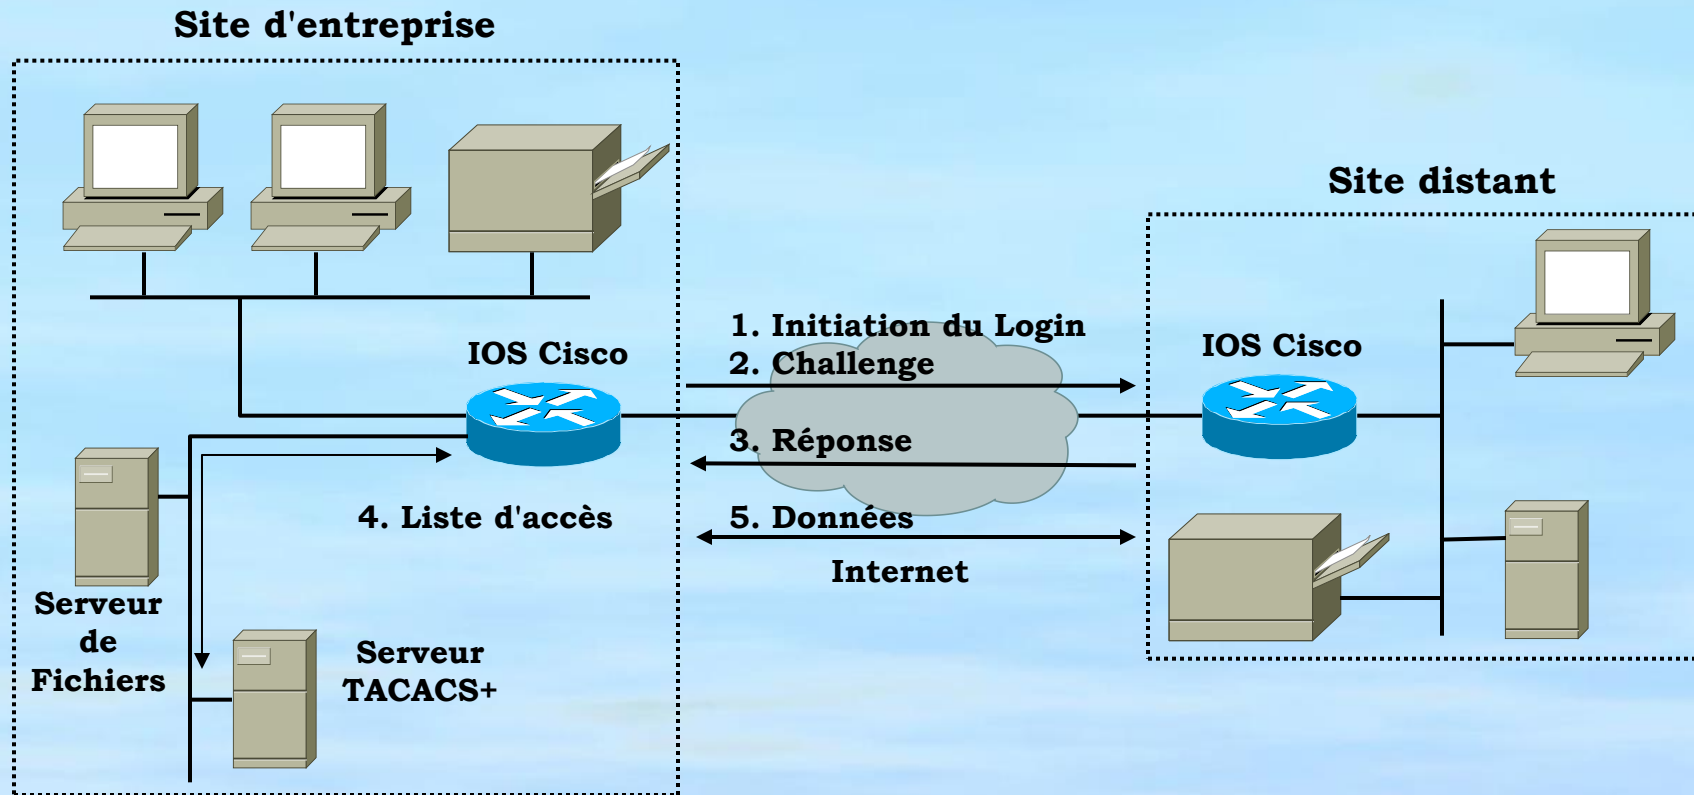 Site d'entreprise
Site distant
IOS Cisco
1. Initiation du Login
2. Challenge
IOS Cisco
3. Réponse
4. Liste d'accès
5. Données
Internet
Serveur
de
Fichiers
Serveur
TACACS+